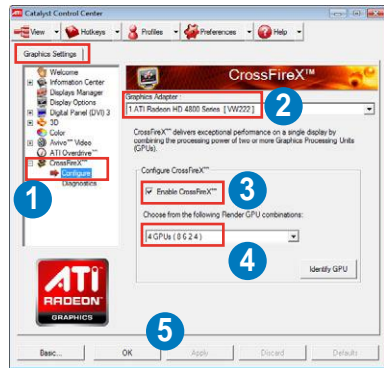 Catalyst Control Center
View
Hotkeys
Profiles
Preferences
Help
Graphics Settings
Welcome
Information Center
Displays Manager
Display Options
Digital Panel (DVI) 3
3D
Color
Avivo™ Video
ATI Overdrive™
CrossFireX™
Configure
Diagnostics
1
ATI
RADEON
GRAPHICS
CrossFireX™
Graphics Adapter
1 ATI Radeon HD 4800 Series [ VW222 ]
2
CrossFireX™ delivers exceptional performance on a single display by
combining the processing power of two or more Graphics Processing Units
(GPUs).
Configure CrossFireX™
Enable CrossFireX™
3
Choose from the following Render GPU combinations:
4 GPUs ( 8 6 2 4 )
4
Identify GPU
5
Basic...
OK
Apply
Discard
Defaults